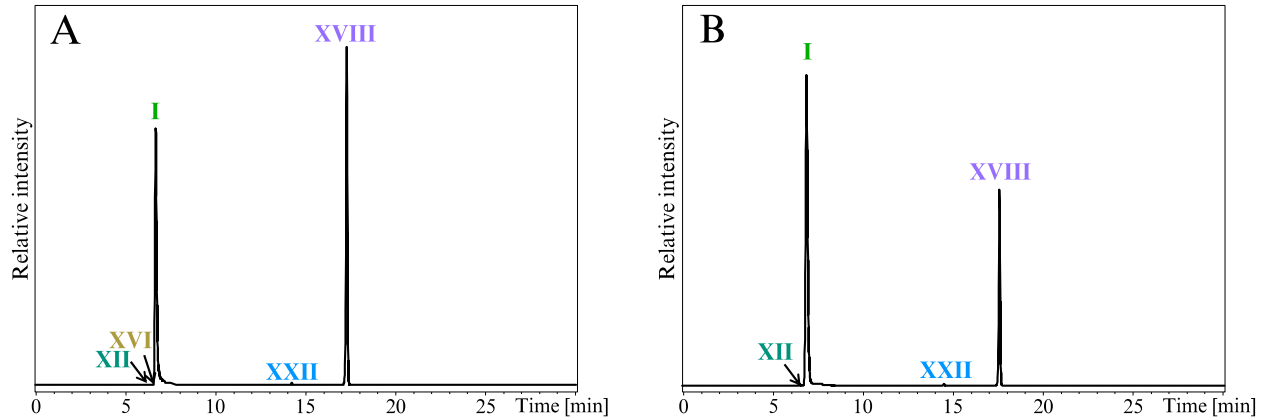 A
XVIII
I
XVI
XII
XXII
Relative intensity
0 5 10 15 20 25 Time [min]
B
I
XVIII
XII
XXII
Relative intensity
0 5 10 15 20 25 Time [min]